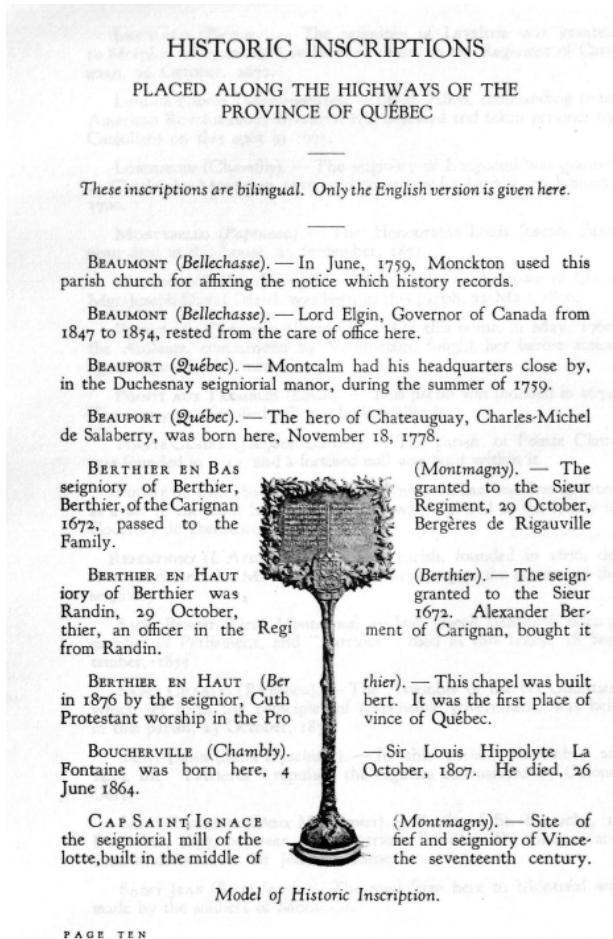 HISTORIC INSCRIPTIONS
PLACED ALONG THE HIGHWAYS OF THE
PROVINCE OF QUÉBEC
These inscriptions are bilingual. Only the English version is given here.
BEAUMONT (Bellechasse). — In June, 1759, Monckton used this
parish church for affixing the notice which history records.
BEAUMONT (Bellechasse). — Lord Elgin, Governor of Canada from
1847 to 1854, rested from the care of office here.
BEAUPORT (Québec). — Montcalm had his headquarters close by,
in the Duchesnay seigniorial manor, during the summer of 1759.
BEAUPORT (Québec). — The hero of Chateauguay, Charles-Michel
de Salaberry, was born here, November 18, 1778.
BERTHIER EN BAS (Montmagny). — The
seigniory of Berthier, granted to the Sieur
Berthier, of the Carignan Regiment, 29 October,
1672, passed to the Bergères de Rigauville
Family.
BERTHIER EN HAUT (Berthier). — The seign-
iory of Berthier was granted to the Sieur
Randin, 29 October, 1672. Alexander Ber-
thier, an officer in the Regi ment of Carignan, bought it
from Randin.
BERTHIER EN HAUT (Ber thier). — This chapel was built
in 1876 by the seignior, Cuth bert. It was the first place of
Protestant worship in the Pro vince of Québec.
BOUCHERVILLE (Chambly). — Sir Louis Hippolyte La
Fontaine was born here, 4 October, 1807. He died, 26
June 1864.
CAP SAINT IGNACE (Montmagny). — Site of
the seigniorial mill of the fief and seigniory of Vince-
lotte, built in the middle of the seventeenth century.
Model of Historic Inscription.
PAGE TEN